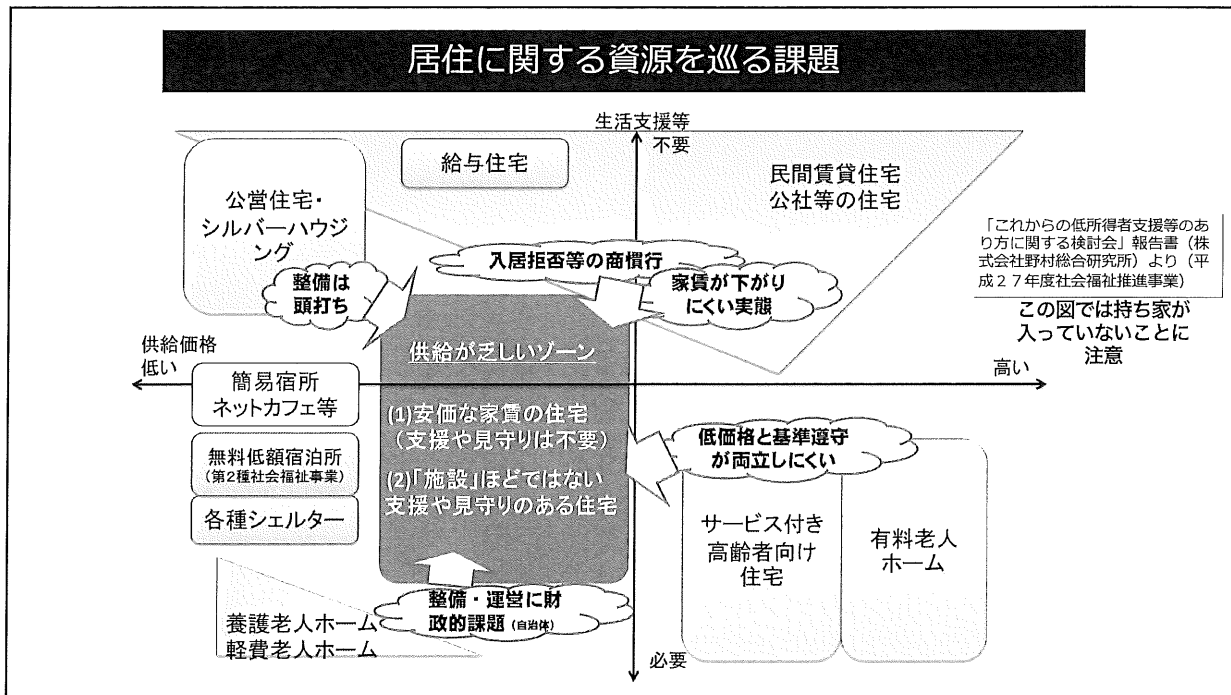 居住に関する資源を巡る課題
生活支援等
不要
給与住宅
民間賃貸住宅
公社等の住宅
公営住宅・
シルバーハウジ
ング
「これからの低所得者支援等のあ
り方に関する検討会」報告書（株
式会社野村総合研究所）より（平
成２７年度社会福祉推進事業）
この図では持ち家が
入っていないことに
注意
入居拒否等の商慣行
整備は
頭打ち
家賃が下がり
にくい実態
供給価格
低い
高い
供給が乏しいゾーン
(1)安価な家賃の住宅
（支援や見守りは不要）
(2)「施設」ほどではない
支援や見守りのある住宅
簡易宿所
ネットカフェ等
無料低額宿泊所
(第2種社会福祉事業)
各種シェルター
低価格と基準遵守
が両立しにくい
サービス付き
高齢者向け
住宅
有料老人
ホーム
整備・運営に財
政的課題（自治体）
養護老人ホーム
軽費老人ホーム
必要